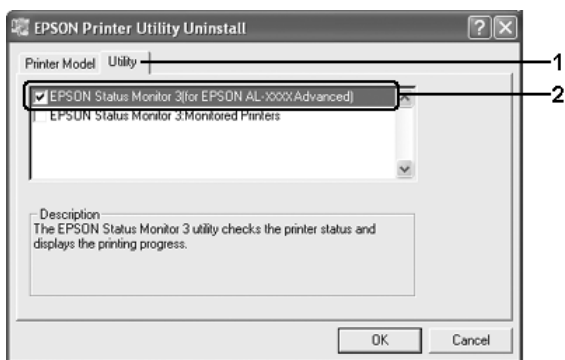 EPSON Printer Utility Uninstall
Printer Model Utility
1
EPSON Status Monitor 3(for EPSON AL-XXXX Advanced)
2
EPSON Status Monitor 3:Monitored Printers
Description
The EPSON Status Monitor 3 utility checks the printer status and
displays the printing progress.
OK Cancel